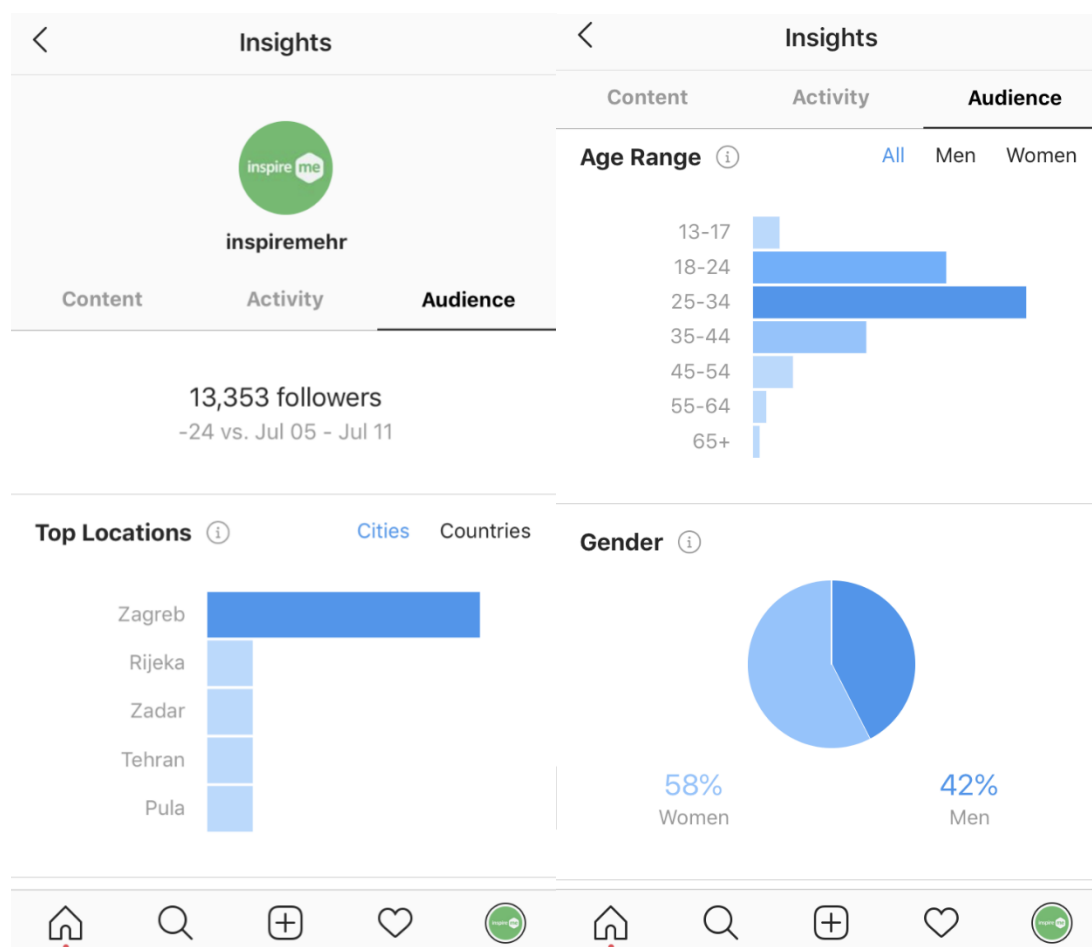 Insights
inspire me
inspiremehr
Content Activity Audience
13,353 followers
-24 vs. Jul 05 - Jul 11
Top Locations i Cities Countries
Zagreb
Rijeka
Zadar
Tehran
Pula
Insights
Content Activity Audience
Age Range i All Men Women
13-17
18-24
25-34
35-44
45-54
55-64
65+
Gender i
58% 42%
Women Men